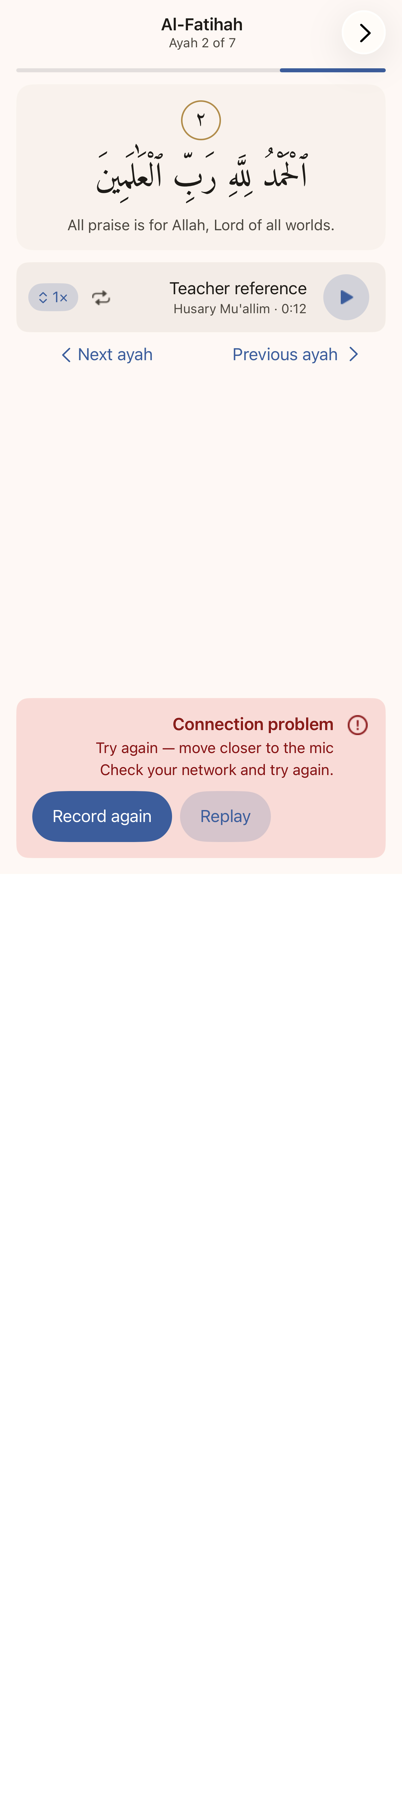 Al-Fatihah
Ayah 2 of 7
٢
ٱلْحَمْدُ لِلَّهِ رَبِّ ٱلْعَٰلَمِينَ
All praise is for Allah, Lord of all worlds.
Teacher reference
Husary Mu'allim · 0:12
1×
Next ayah
Previous ayah
Connection problem
Try again — move closer to the mic
Check your network and try again.
Record again
Replay